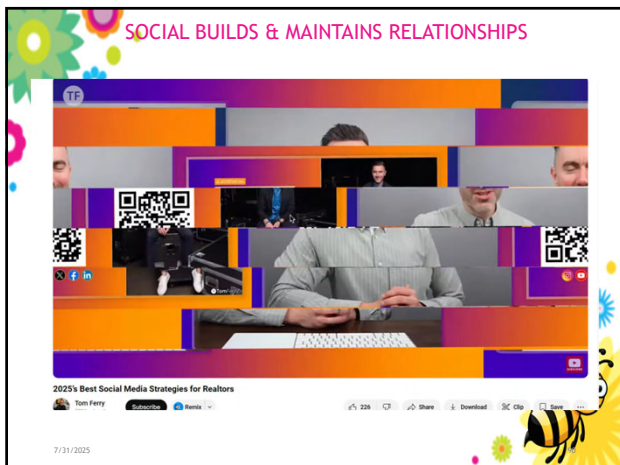 SOCIAL BUILDS & MAINTAINS RELATIONSHIPS
TF
2025's Best Social Media Strategies for Realtors
Tom Ferry
Subscribe
Remix
226
Share
Download
Clip
Save
7/31/2025